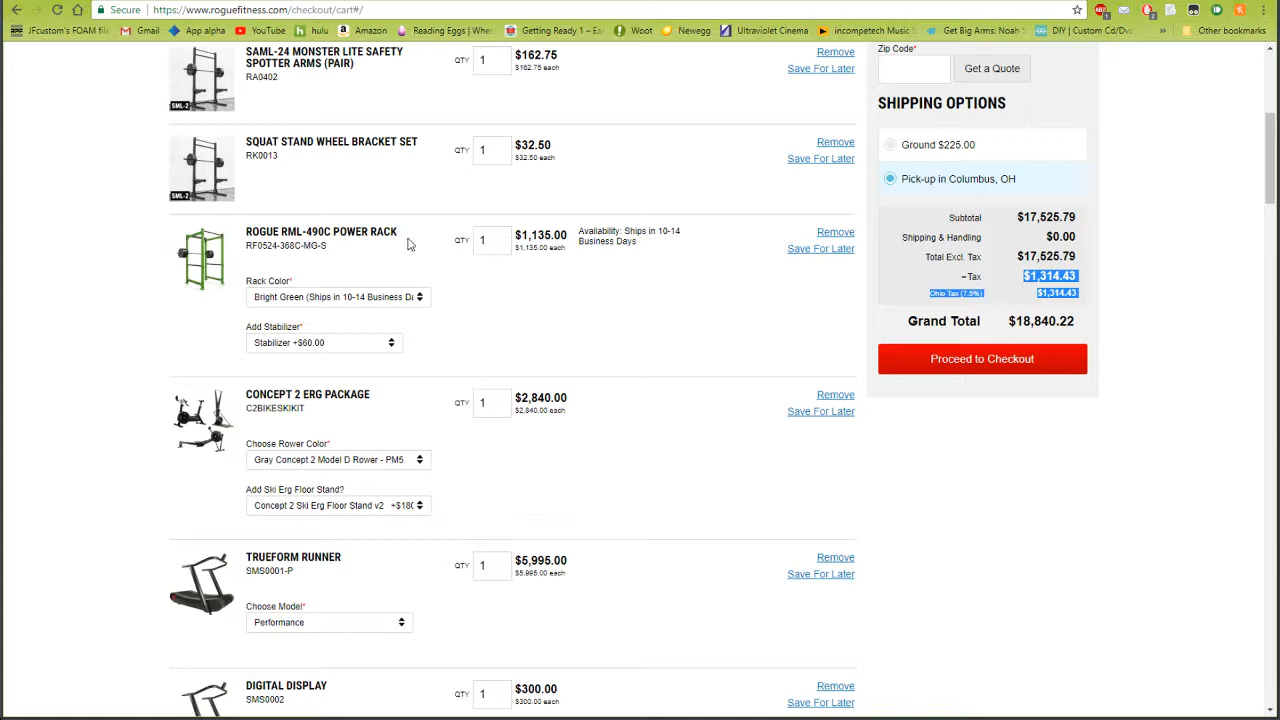 Secure https://www.roguefitness.com/checkout/cart#/
JFcustom's FOAM file Gmail App alpha YouTube hulu Amazon Reading Eggs – Whe Getting Ready 1 – Ea Woot Newegg Ultraviolet Cinema incompetech Music S Get Big Arms: Noah S DIY | Custom Cd/Dv » Other bookmarks
SAML-24 MONSTER LITE SAFETY
SPOTTER ARMS (PAIR)
RA0402
SML-2
QTY 1 $162.75
$162.75 each
Remove
Save For Later
SQUAT STAND WHEEL BRACKET SET
RK0013
SML-2
QTY 1 $32.50
$32.50 each
Remove
Save For Later
ROGUE RML-490C POWER RACK
RF0524-368C-MG-S
QTY 1 $1,135.00
$1,135.00 each
Availability: Ships in 10-14
Business Days
Remove
Save For Later
Rack Color*
Bright Green (Ships in 10-14 Business Da
Add Stabilizer*
Stabilizer +$60.00
CONCEPT 2 ERG PACKAGE
C2BIKESKIKIT
QTY 1 $2,840.00
$2,840.00 each
Remove
Save For Later
Choose Rower Color*
Gray Concept 2 Model D Rower - PM5
Add Ski Erg Floor Stand?
Concept 2 Ski Erg Floor Stand v2 +$180
TRUEFORM RUNNER
SMS0001-P
QTY 1 $5,995.00
$5,995.00 each
Remove
Save For Later
Choose Model*
Performance
DIGITAL DISPLAY
SMS0002
QTY 1 $300.00
$300.00 each
Remove
Save For Later
Zip Code*
Get a Quote
SHIPPING OPTIONS
Ground $225.00
Pick-up in Columbus, OH
Subtotal $17,525.79
Shipping & Handling $0.00
Total Excl. Tax $17,525.79
– Tax $1,314.43
Ohio Tax (7.5%) $1,314.43
Grand Total $18,840.22
Proceed to Checkout